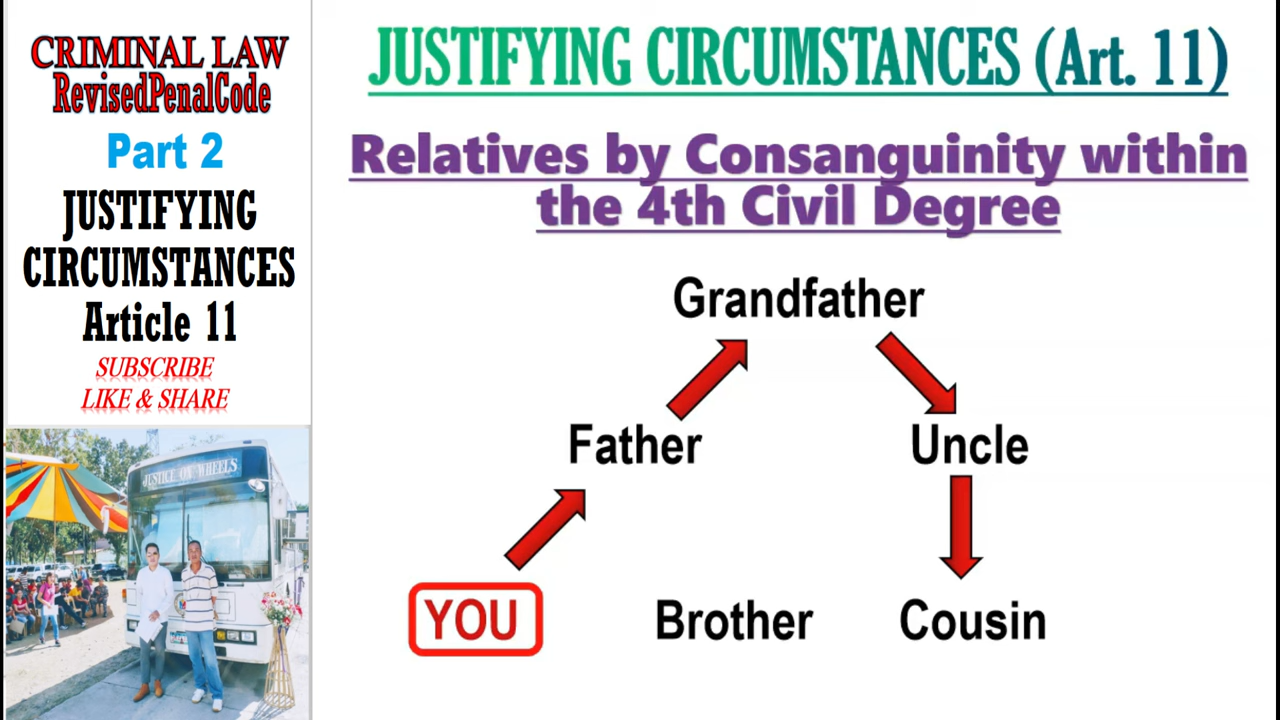 CRIMINAL LAW
RevisedPenalCode
Part 2
JUSTIFYING
CIRCUMSTANCES
Article 11
SUBSCRIBE
LIKE & SHARE
JUSTICE ON WHEELS
JUSTIFYING CIRCUMSTANCES (Art. 11)
Relatives by Consanguinity within
the 4th Civil Degree
Grandfather
Father
Uncle
YOU
Brother
Cousin